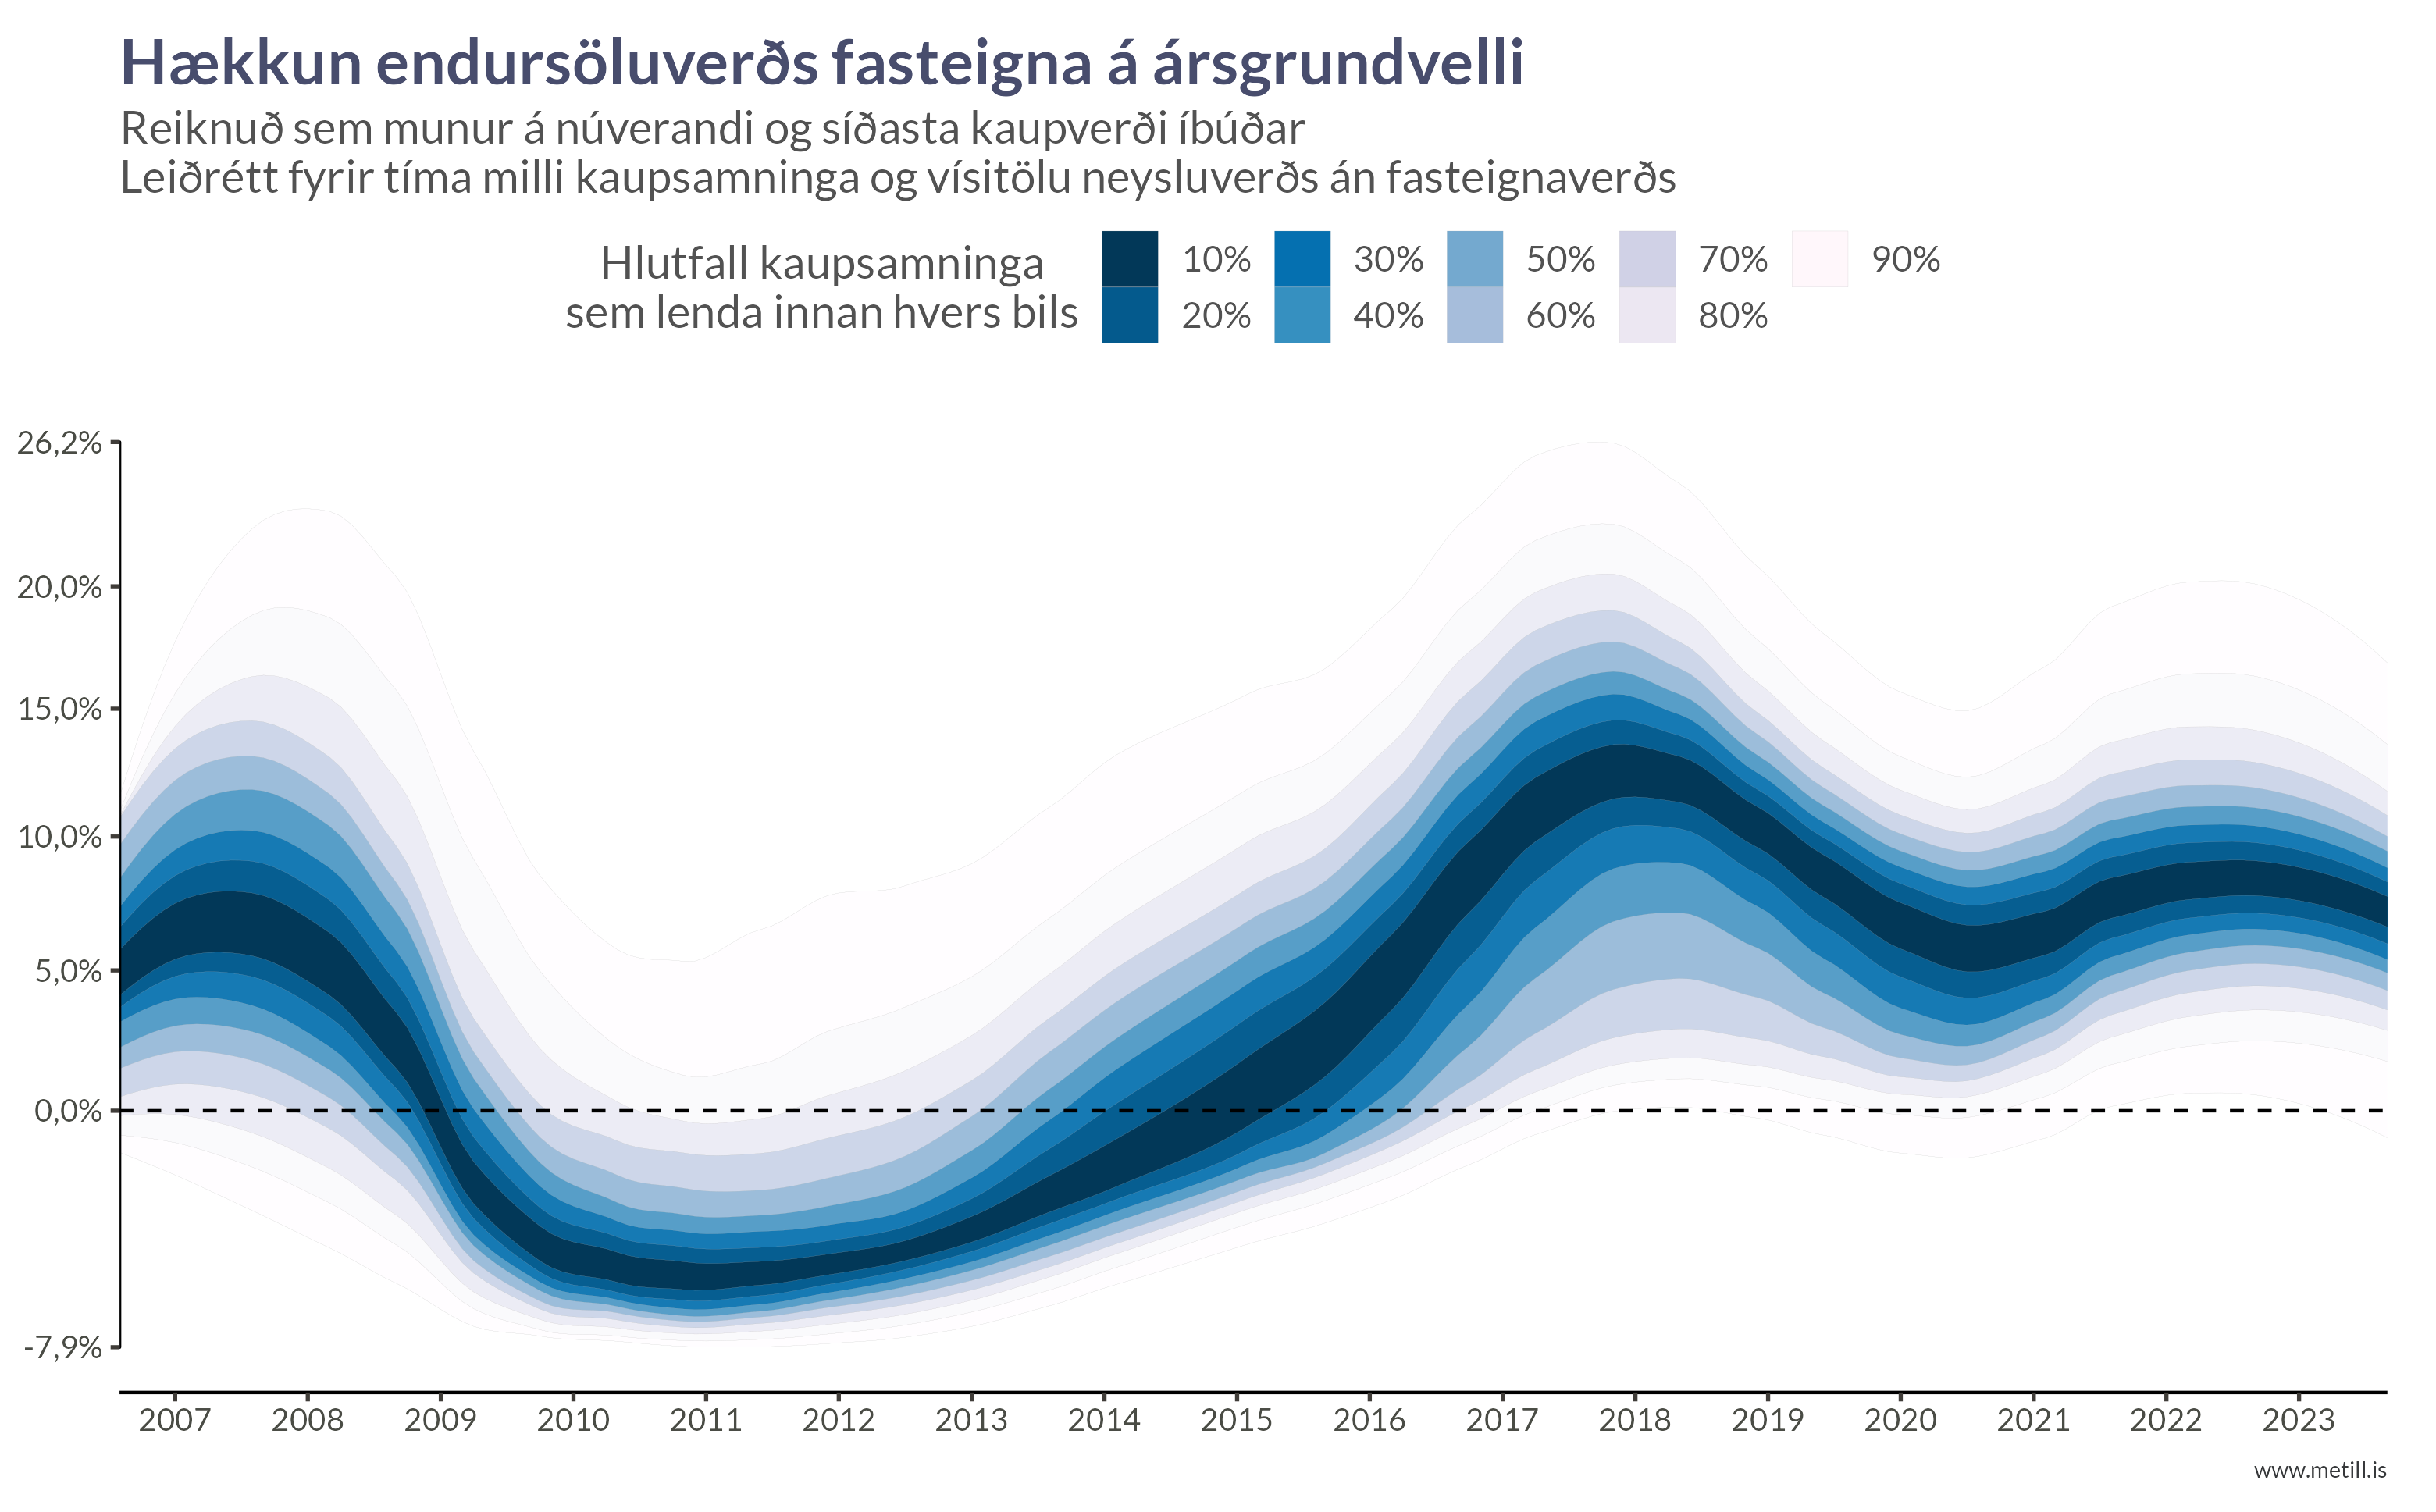 Hækkun endursöluverðs fasteigna á ársgrundvelli
Reiknuð sem munur á núverandi og síðasta kaupverði íbúðar
Leiðrétt fyrir tíma milli kaupsamninga og vísitölu neysluverðs án fasteignaverðs
Hlutfall kaupsamninga
sem lenda innan hvers bils
10% 30% 50% 70% 90%
20% 40% 60% 80%
26,2%
20,0%
15,0%
10,0%
5,0%
0,0%
-7,9%
2007 2008 2009 2010 2011 2012 2013 2014 2015 2016 2017 2018 2019 2020 2021 2022 2023
www.metill.is